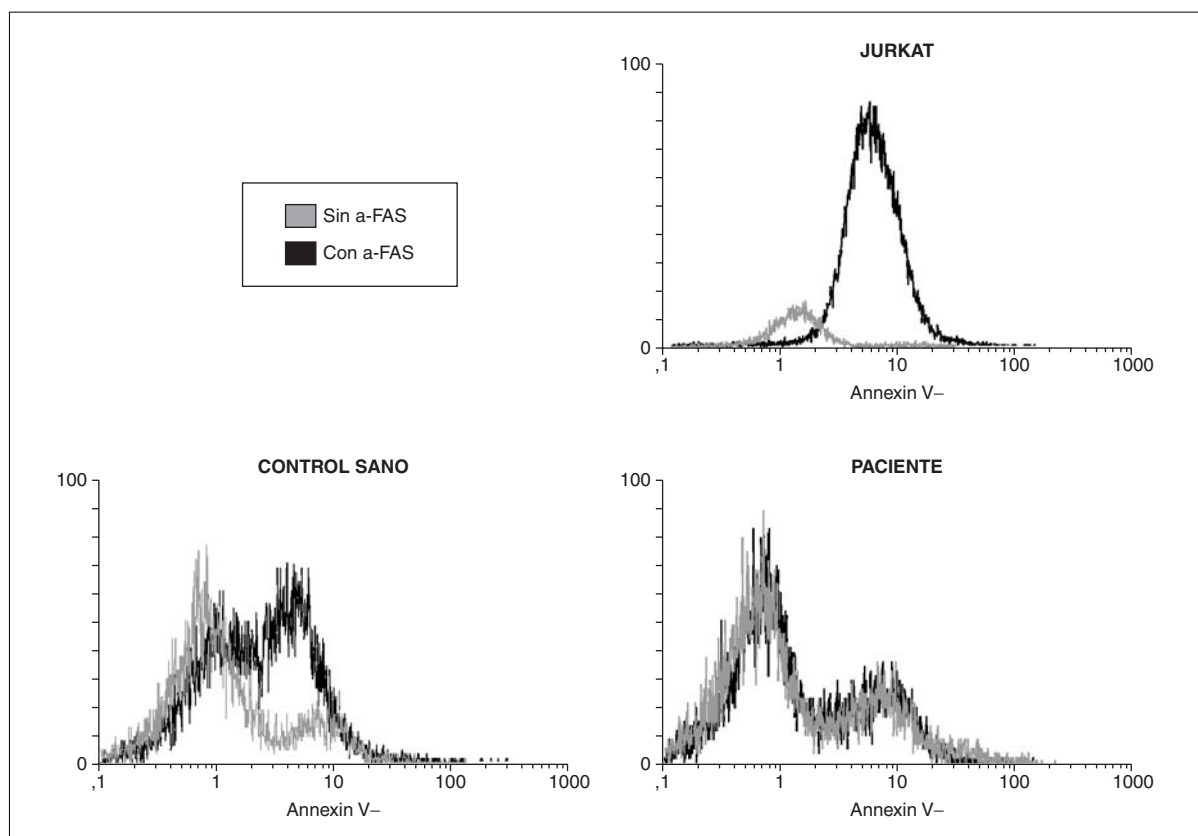 JURKAT
100
0
,1
1
10
100
1000
Annexin V–
Sin a-FAS
Con a-FAS
CONTROL SANO
100
0
,1
1
10
100
1000
Annexin V–
PACIENTE
100
0
,1
1
10
100
1000
Annexin V–